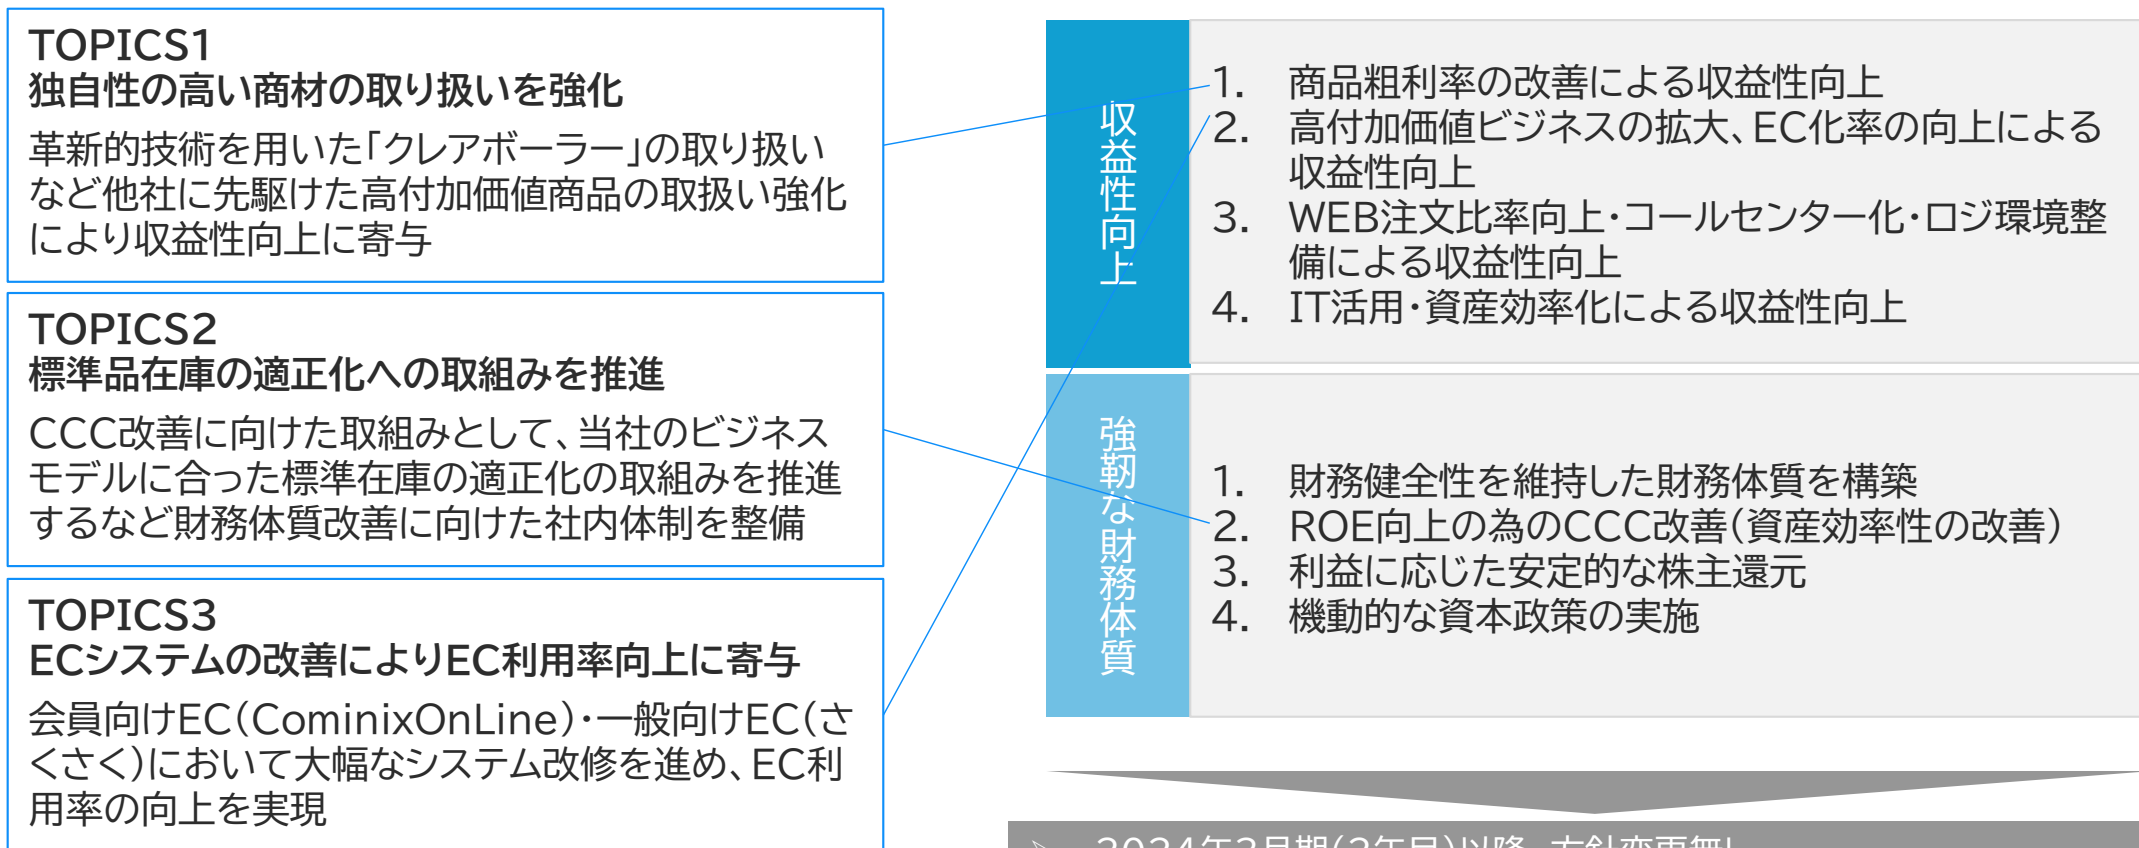 TOPICS1
独自性の高い商材の取り扱いを強化
革新的技術を用いた「クレアボーラー」の取り扱い
など他社に先駆けた高付加価値商品の取扱い強化
により収益性向上に寄与
TOPICS2
標準品在庫の適正化への取組みを推進
CCC改善に向けた取組みとして、当社のビジネス
モデルに合った標準在庫の適正化の取組みを推進
するなど財務体質改善に向けた社内体制を整備
TOPICS3
ECシステムの改善によりEC利用率向上に寄与
会員向けEC(CominixOnLine)・一般向けEC(さ
くさく)において大幅なシステム改修を進め、EC利
用率の向上を実現
収益性向上
1. 商品粗利率の改善による収益性向上
2. 高付加価値ビジネスの拡大、EC化率の向上による
収益性向上
3. WEB注文比率向上・コールセンター化・ロジ環境整
備による収益性向上
4. IT活用・資産効率化による収益性向上
強靭な財務体質
1. 財務健全性を維持した財務体質を構築
2. ROE向上の為のCCC改善(資産効率性の改善)
3. 利益に応じた安定的な株主還元
4. 機動的な資本政策の実施